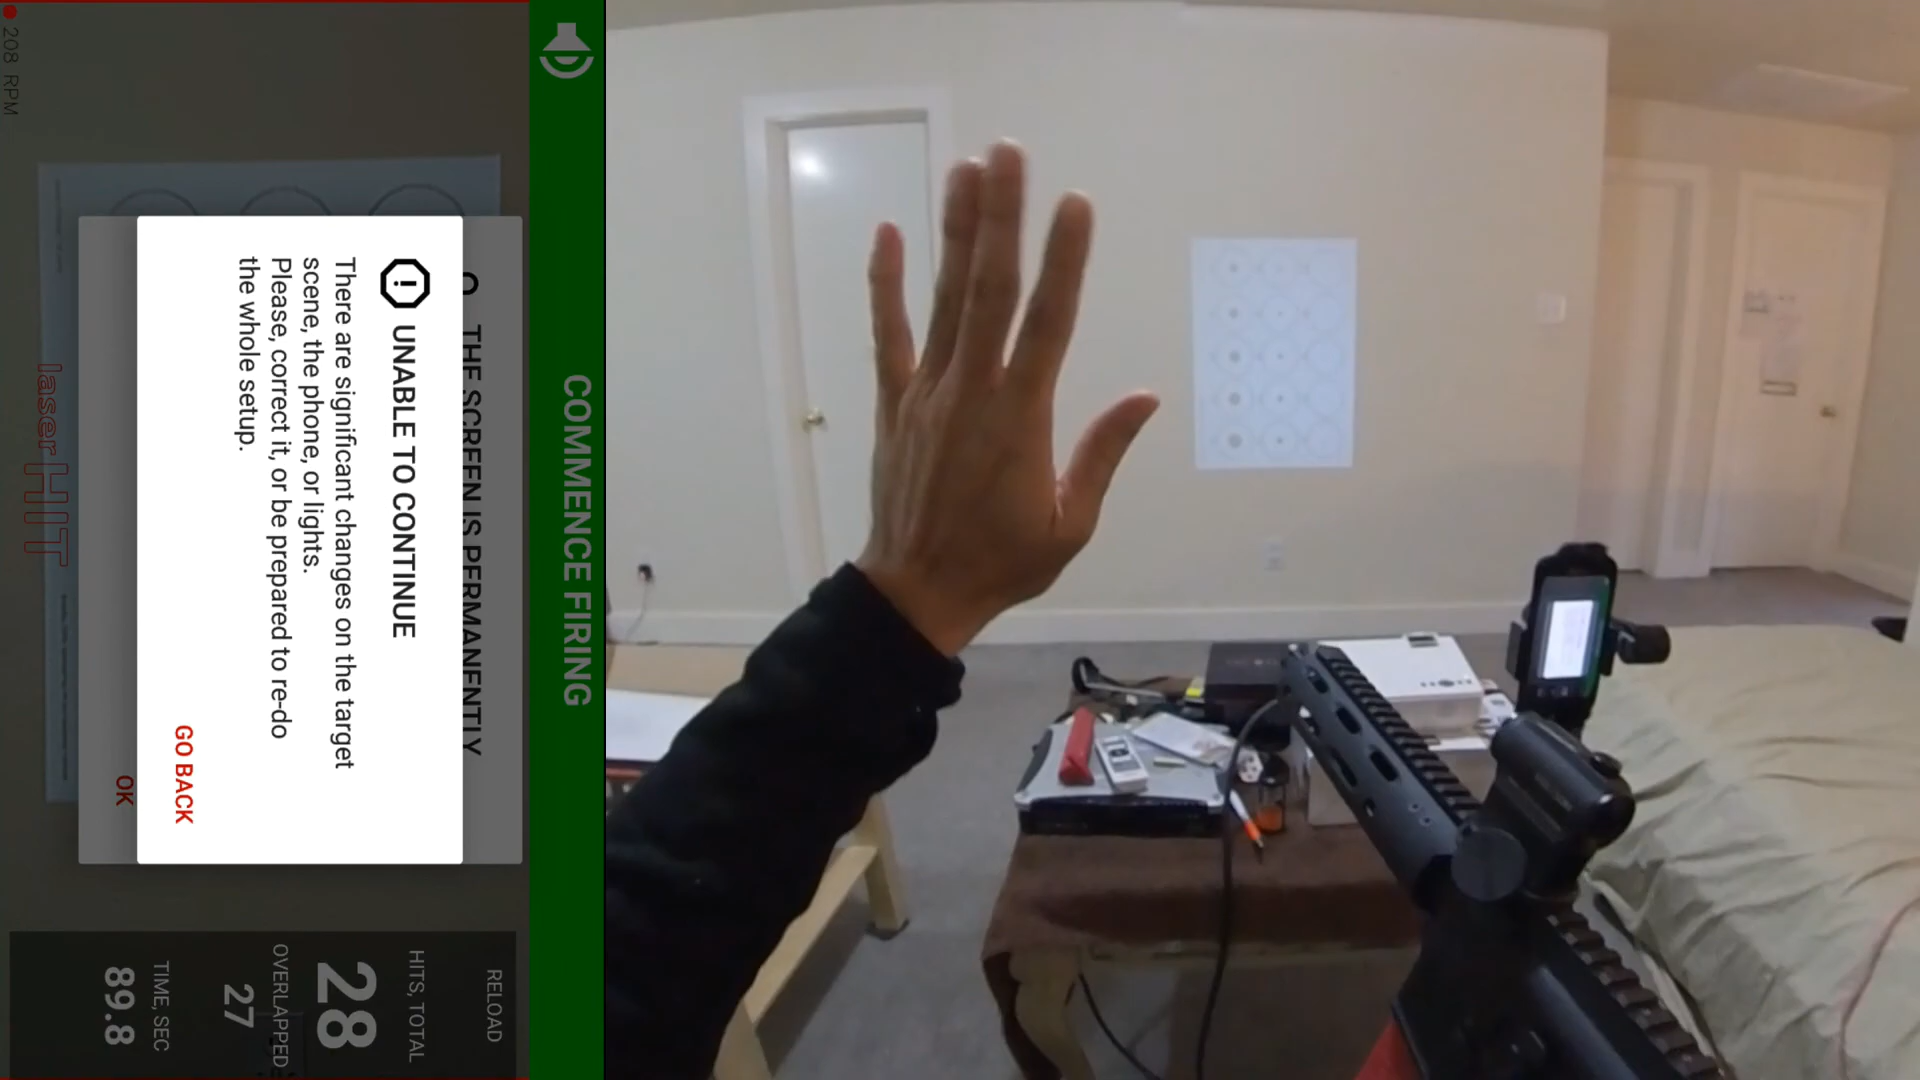 COMMENCE FIRING
THE SCREEN IS PERMANENTLY
UNABLE TO CONTINUE
There are significant changes on the target
scene, the phone, or lights.
Please, correct it, or be prepared to re-do
the whole setup.
GO BACK
OK
laser HIT
208 RPM
RELOAD
HITS, TOTAL
28
OVERLAPPED
27
TIME, SEC
89.8